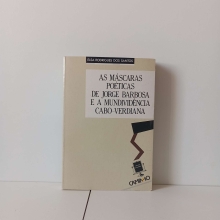 ELSA RODRIGUES DOS SANTOS
AS MÁSCARAS
POÉTICAS
DE JORGE BARBOSA
E A MUNDIVIDÊNCIA
CABO-VERDIANA
CAMINHO